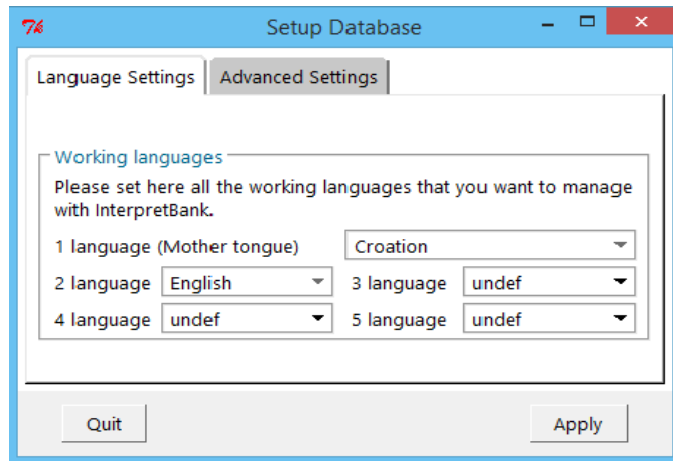 Setup Database
Language Settings Advanced Settings
Working languages
Please set here all the working languages that you want to manage
with InterpretBank.
1 language (Mother tongue) Croation
2 language English 3 language undef
4 language undef 5 language undef
Quit Apply